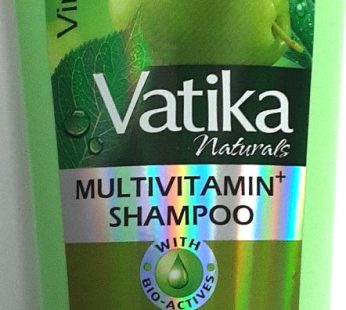 Vatika
Naturals
MULTIVITAMIN+
SHAMPOO
WITH
BIO-ACTIVES